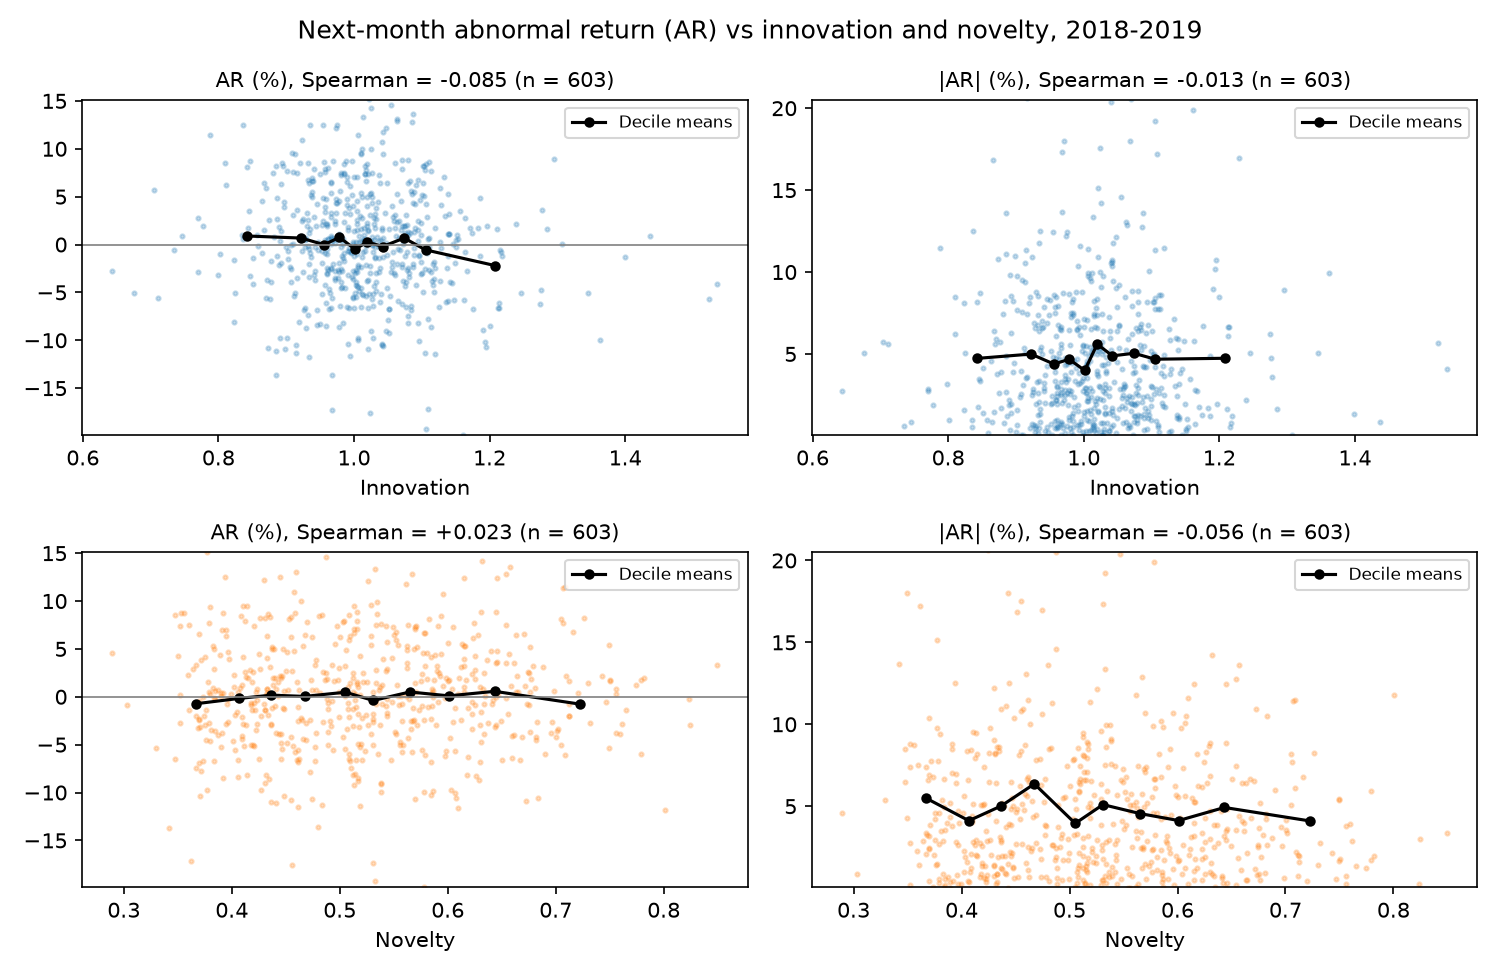 Next-month abnormal return (AR) vs innovation and novelty, 2018-2019
AR (%), Spearman = -0.085 (n = 603)
15
10
5
0
−5
−10
−15
Decile means
0.6 0.8 1.0 1.2 1.4
Innovation
|AR| (%), Spearman = -0.013 (n = 603)
20
15
10
5
Decile means
0.6 0.8 1.0 1.2 1.4
Innovation
AR (%), Spearman = +0.023 (n = 603)
15
10
5
0
−5
−10
−15
Decile means
0.3 0.4 0.5 0.6 0.7 0.8
Novelty
|AR| (%), Spearman = -0.056 (n = 603)
20
15
10
5
Decile means
0.3 0.4 0.5 0.6 0.7 0.8
Novelty